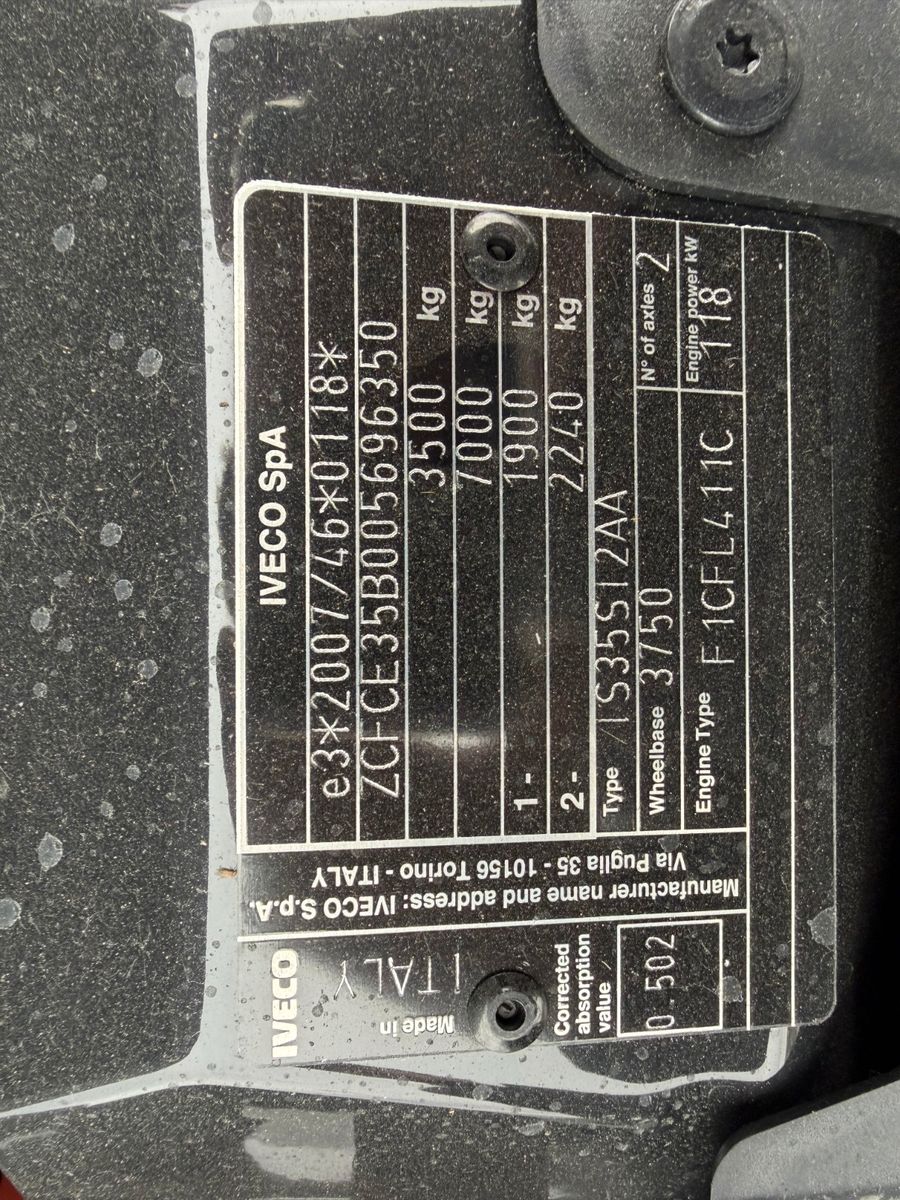 IVECO SpA
e3*2007/46*0118*
ZCFCE35B005696350
3500 kg
7000 kg
1 - 1900 kg
2 - 2240 kg
Type IS35SI2AA
Wheelbase 3750 N° of axles 2
Engine Type F1CFL411C Engine power kW 118
IVECO
Made in ITALY
Manufacturer name and address: IVECO S.p.A.
Via Puglia 35 - 10156 Torino - ITALY
Corrected
absorption
value
0.502